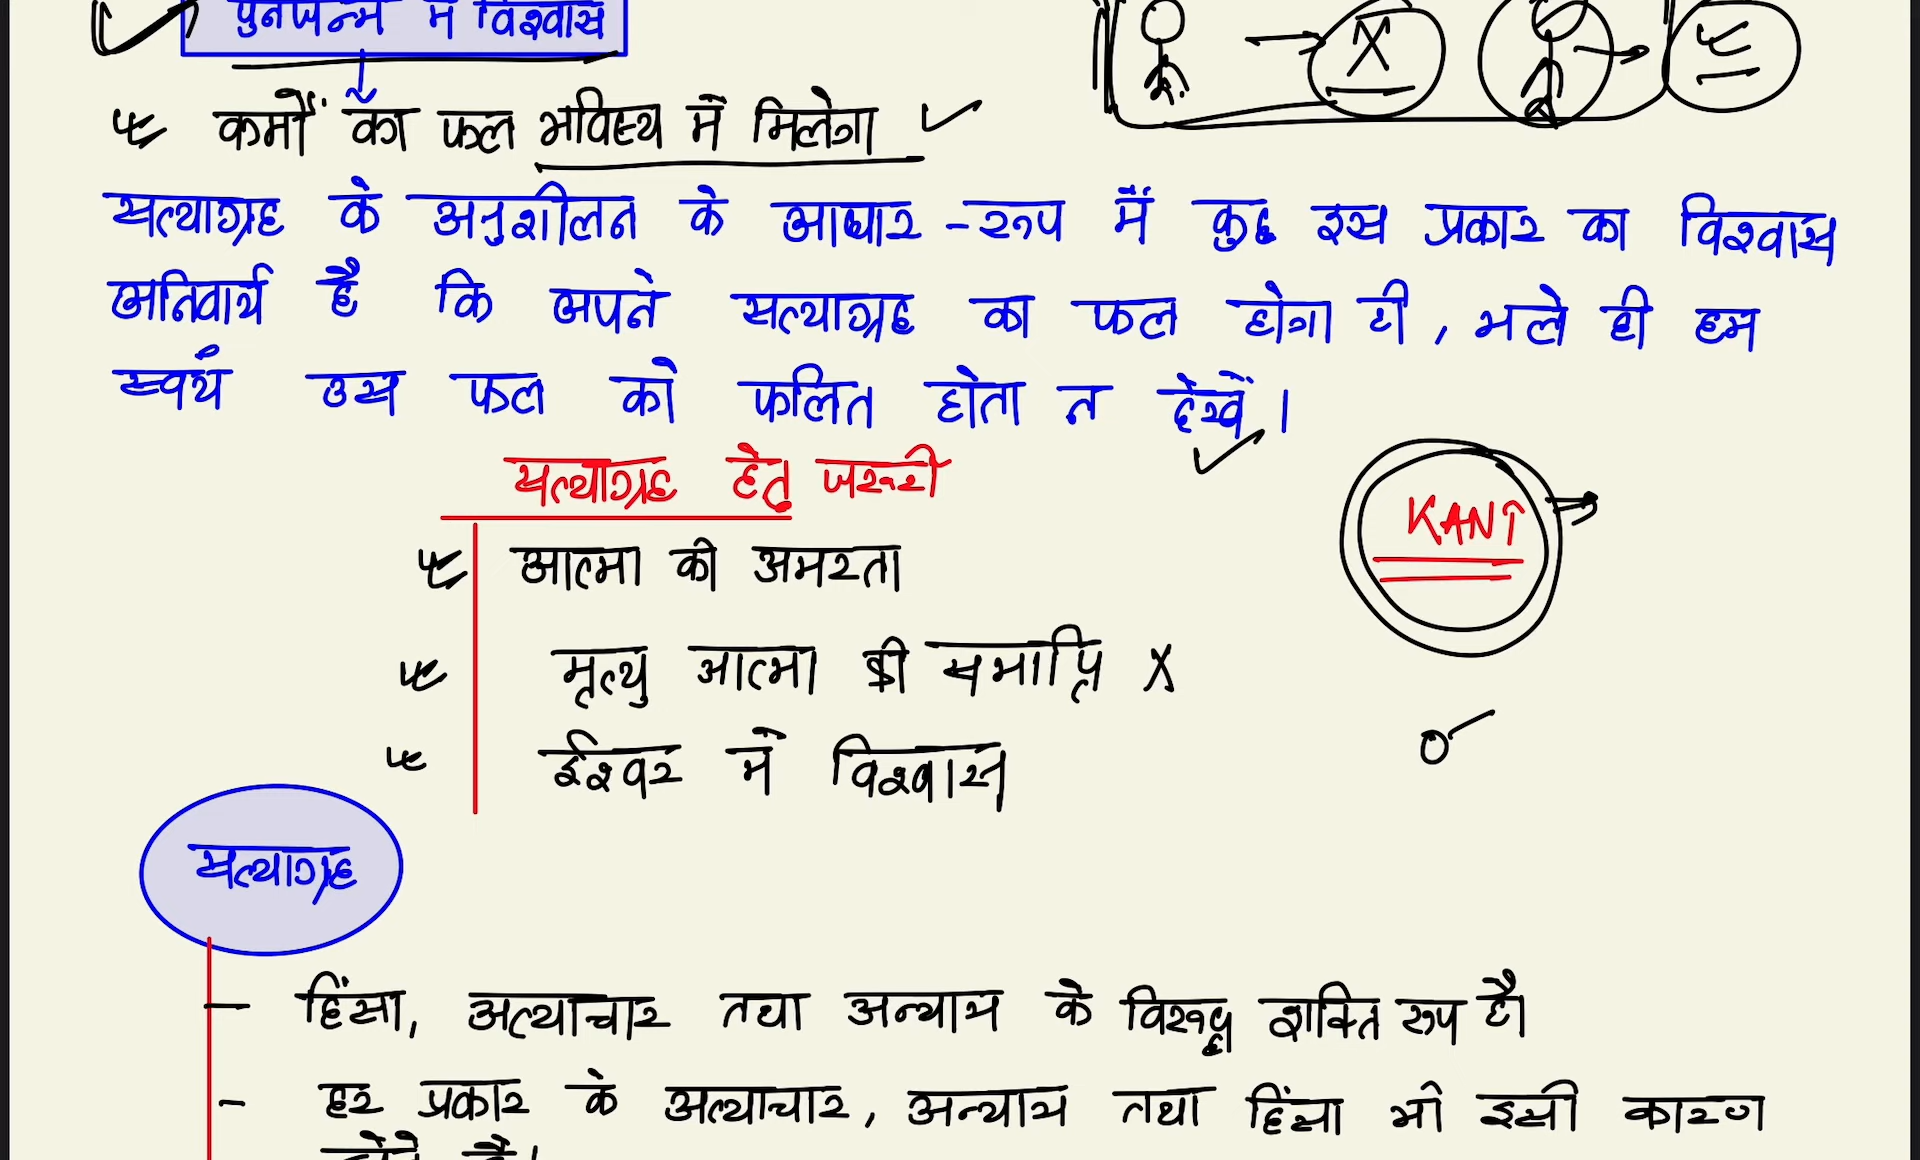 पुनर्जन्म में विश्वास
कर्मों का फल भविष्य में मिलेगा
सत्याग्रह के अनुशीलन के आधार - रूप में कुछ इस प्रकार का विश्वास
अनिवार्य है कि अपने सत्याग्रह का फल होगा ही, भले ही हम
स्वयं उस फल को फलित होता न देखें।
सत्याग्रह हेतु जरूरी
KANT
आत्मा की अमरता
मृत्यु आत्मा की समाप्ति X
ईश्वर में विश्वास
सत्याग्रह
- हिंसा, अत्याचार तथा अन्याय के विरूद्ध शक्ति रूप है।
- हर प्रकार के अत्याचार, अन्याय तथा हिंसा भी इसी कारण
होते है।